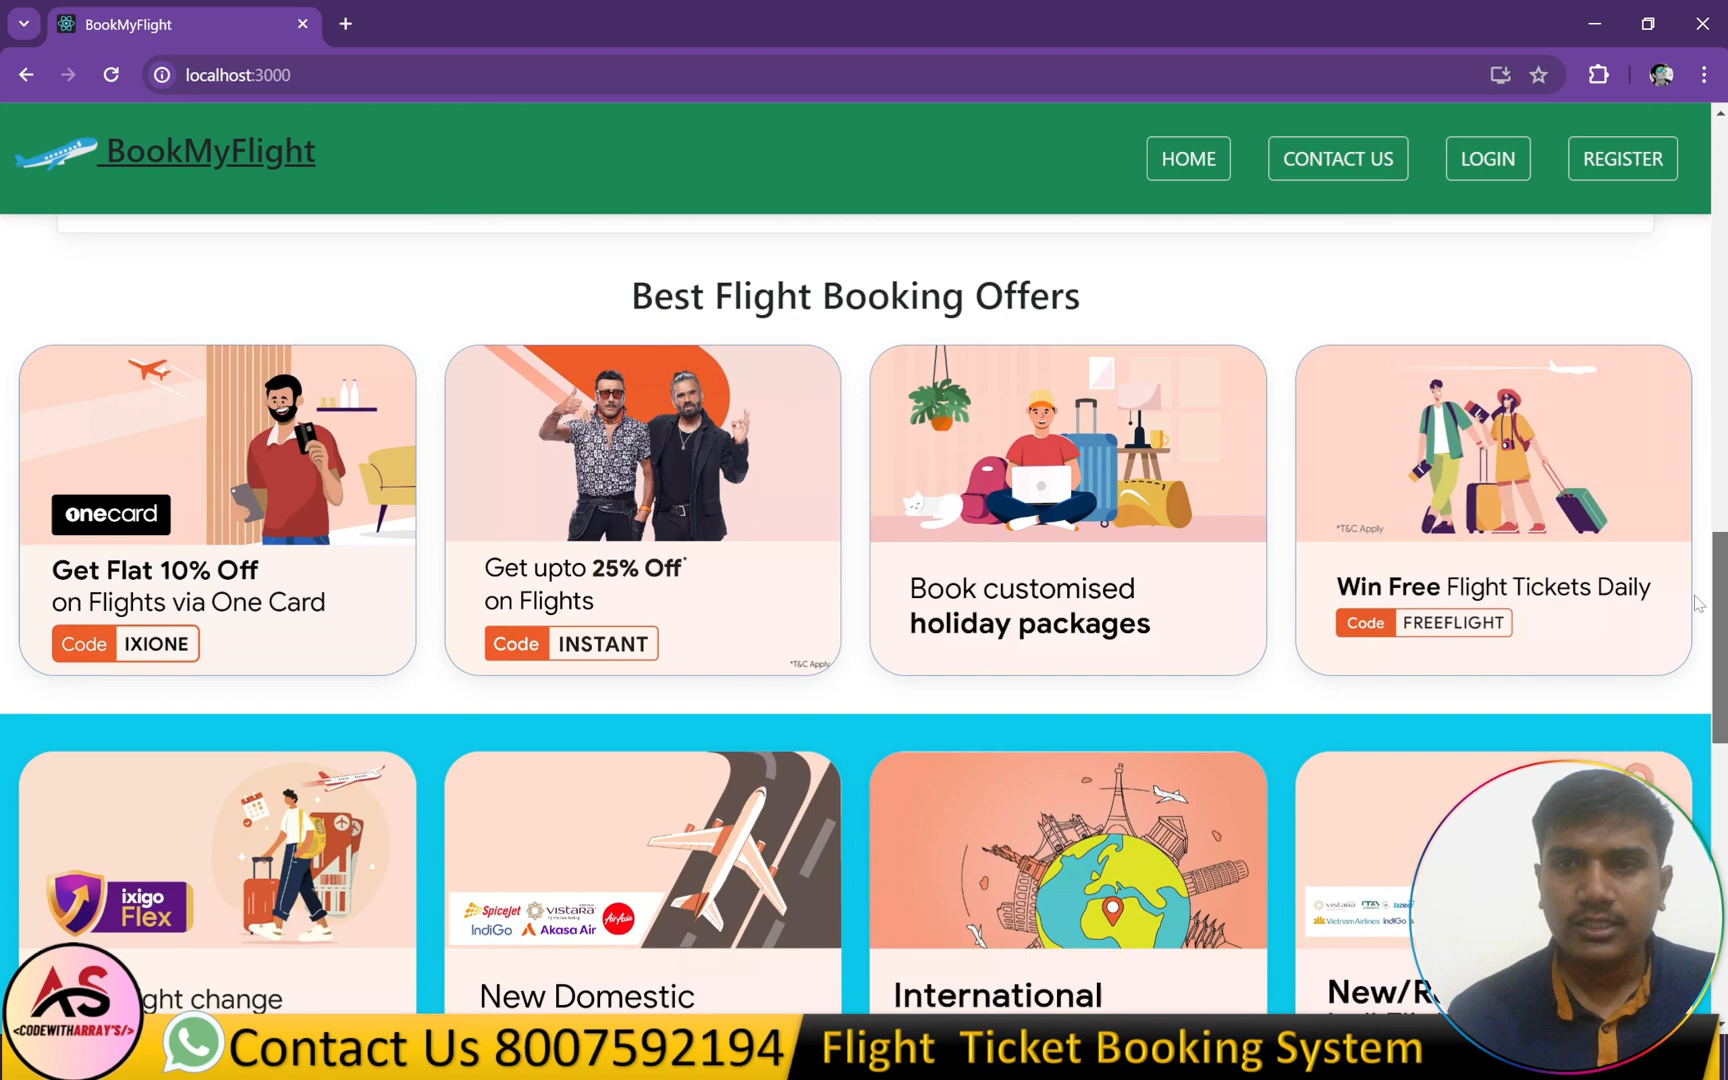 BookMyFlight
localhost:3000
BookMyFlight
HOME
CONTACT US
LOGIN
REGISTER
Best Flight Booking Offers
onecard
Get Flat 10% Off
on Flights via One Card
Code IXIONE
Get upto 25% Off*
on Flights
Code INSTANT
*T&C Apply
Book customised
holiday packages
*T&C Apply
Win Free Flight Tickets Daily
Code FREEFLIGHT
ixigo
Flex
ght change
SpiceJet VISTARA AirAsia
IndiGo Akasa Air
New Domestic
International
VISTARA
Vietnam Airlines IndiGo
New/R
AS
<CODEWITHARRAY'S/>
Contact Us 8007592194
Flight Ticket Booking System